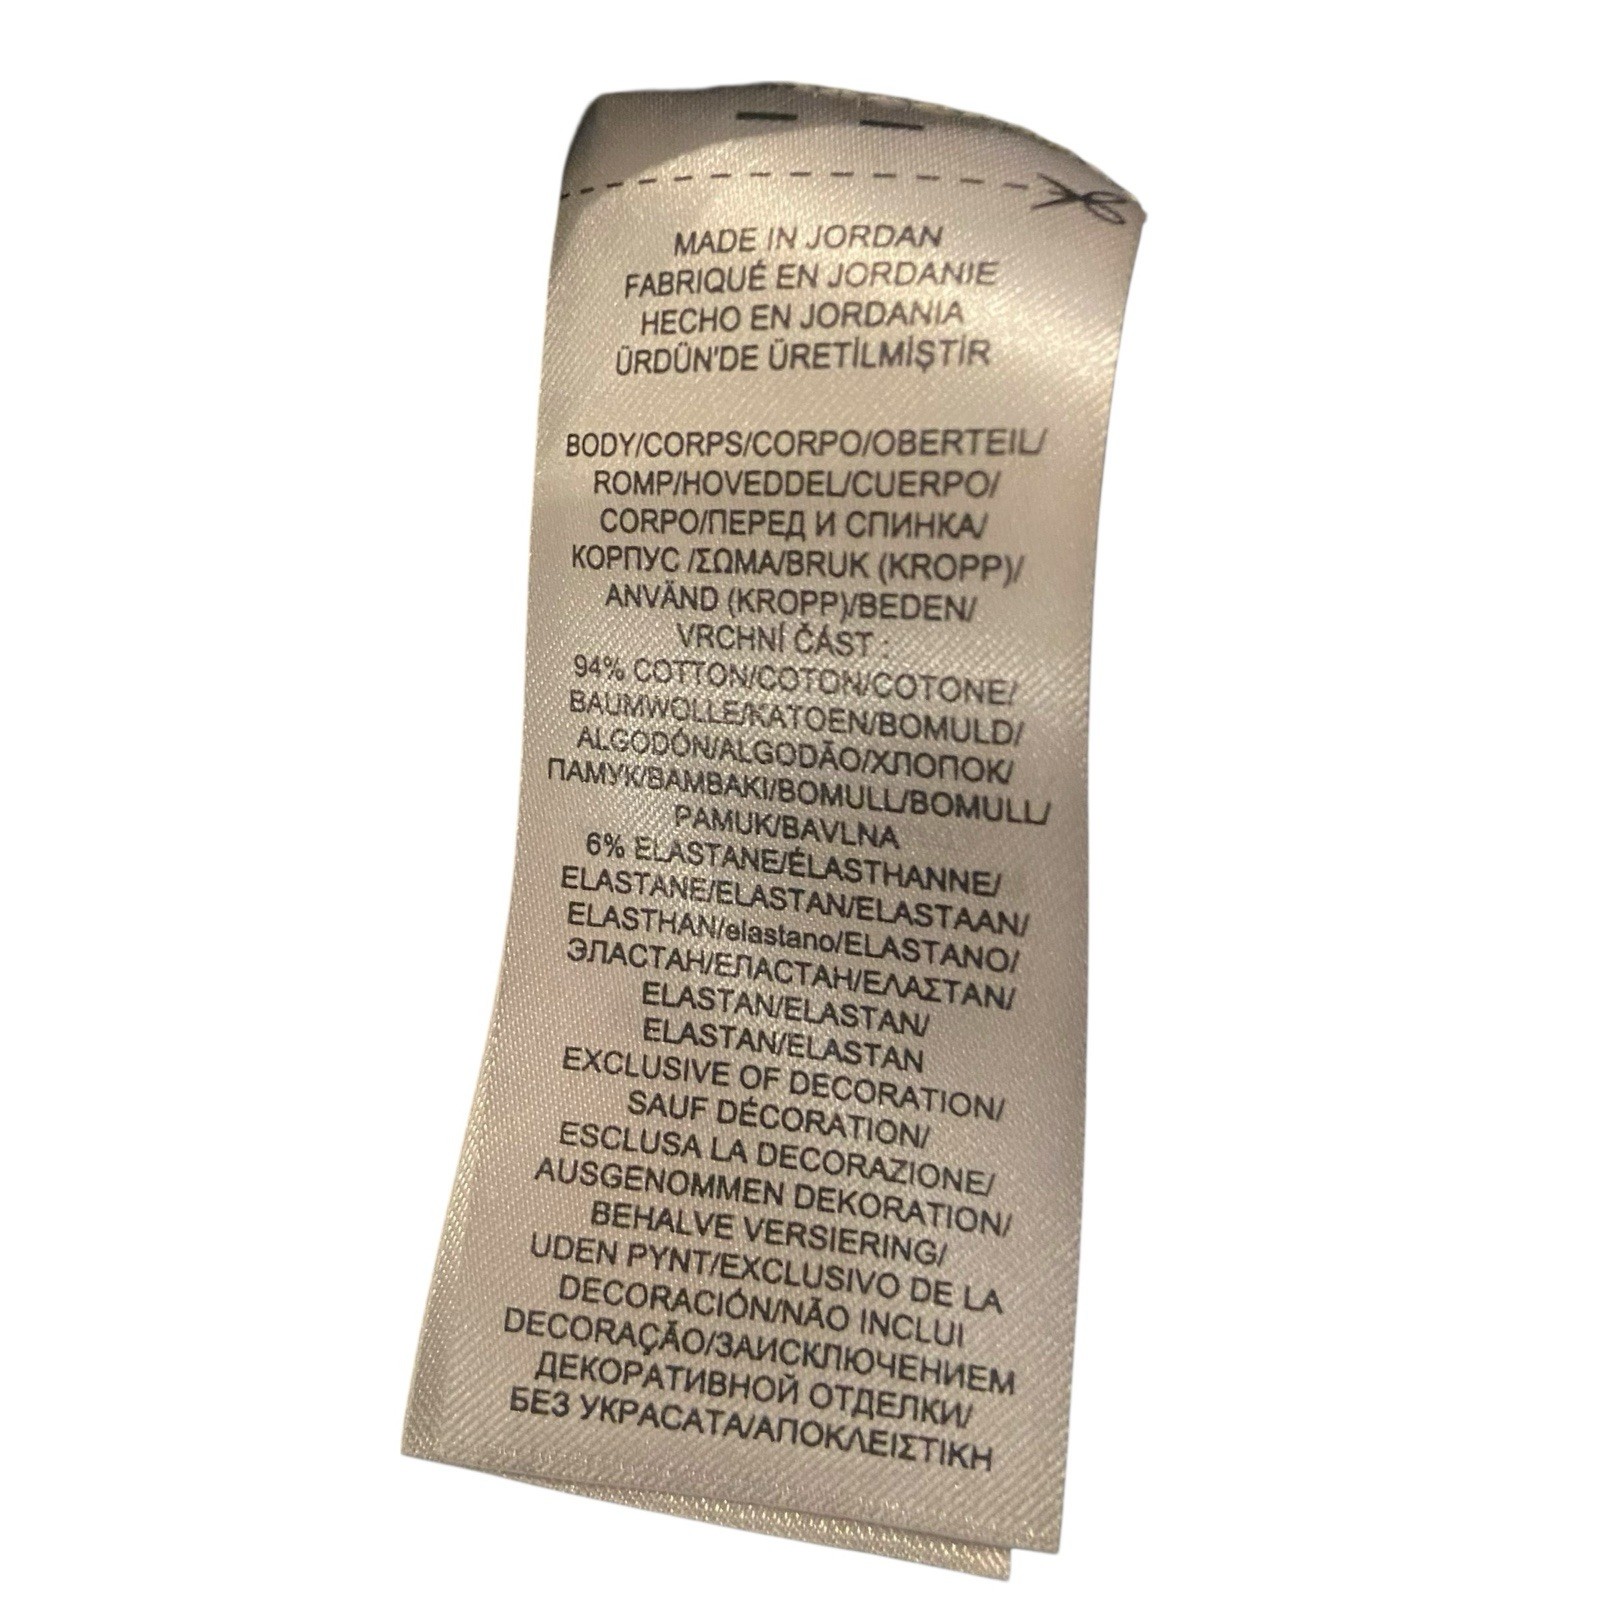 MADE IN JORDAN
FABRIQUÉ EN JORDANIE
HECHO EN JORDANIA
ÜRDÜN'DE ÜRETİLMİŞTİR
BODY/CORPS/CORPO/OBERTEIL/
ROMP/HOVEDDEL/CUERPO/
CORPO/ПЕРЕД И СПИНКА/
КОРПУС /ΣΩΜΑ/BRUK (KROPP)/
ANVÄND (KROPP)/BEDEN/
VRCHNÍ ČÁST :
94% COTTON/COTON/COTONE/
BAUMWOLLE/KATOEN/BOMULD/
ALGODÓN/ALGODÃO/ХЛОПОК/
ПАМУК/BAMBAKI/BOMULL/BOMULL/
PAMUK/BAVLNA
6% ELASTANE/ÉLASTHANNE/
ELASTANE/ELASTAN/ELASTAAN/
ELASTHAN/elastano/ELASTANO/
ЭЛАСТАН/ЕЛАСТАН/ΕΛΑΣΤΑΝ/
ELASTAN/ELASTAN/
ELASTAN/ELASTAN
EXCLUSIVE OF DECORATION/
SAUF DÉCORATION/
ESCLUSA LA DECORAZIONE/
AUSGENOMMEN DEKORATION/
BEHALVE VERSIERING/
UDEN PYNT/EXCLUSIVO DE LA
DECORACIÓN/NÃO INCLUI
DECORAÇÃO/ЗАИСКЛЮЧЕНИЕМ
ДЕКОРАТИВНОЙ ОТДЕЛКИ/
БЕЗ УКРАСАТА/ΑΠΟΚΛΕΙΣΤΙΚΗ